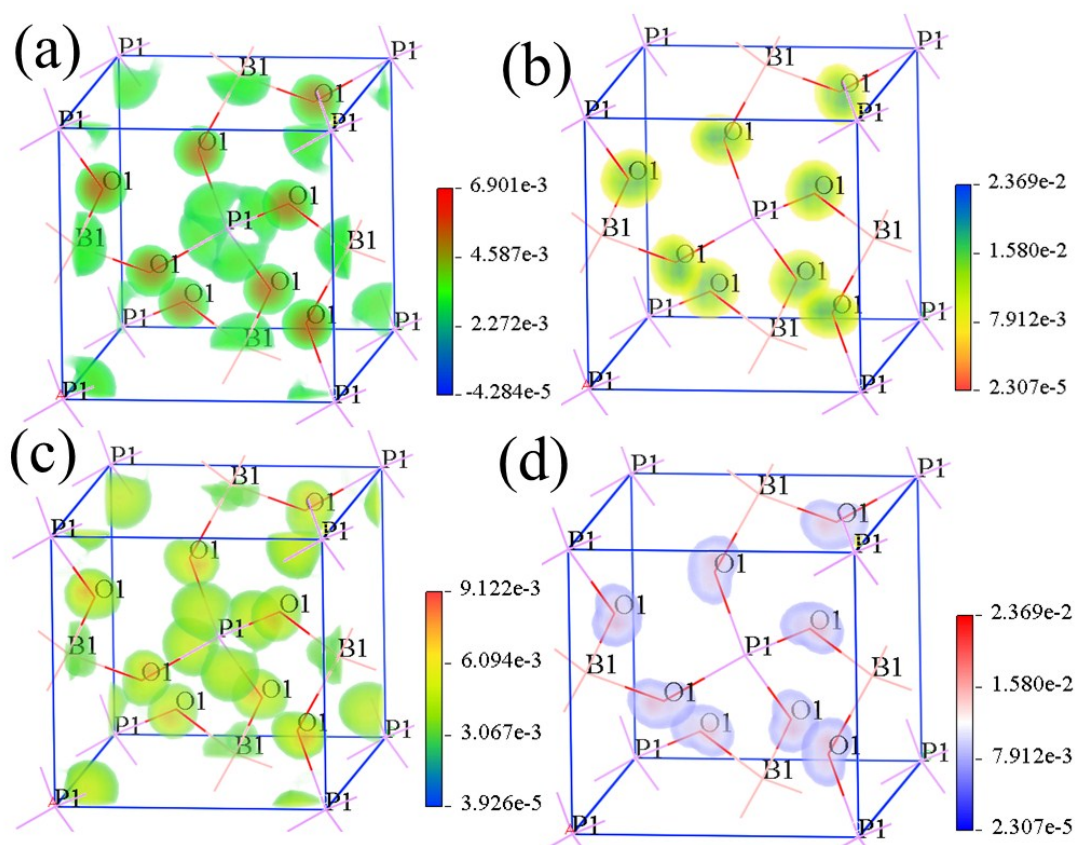 (a)
P1
P1
B1
O1
P1
P1
O1
O1
O1
P1
B1
B1
O1
O1
O1
O1
P1
B1
P1
P1
P1
6.901e-3
4.587e-3
2.272e-3
-4.284e-5
(b)
P1
P1
B1
O1
P1
P1
O1
O1
O1
P1
B1
B1
O1
O1
O1
O1
P1
B1
P1
P1
P1
2.369e-2
1.580e-2
7.912e-3
2.307e-5
(c)
P1
P1
B1
O1
P1
P1
O1
O1
O1
P1
B1
B1
O1
O1
O1
O1
P1
B1
P1
P1
P1
9.122e-3
6.094e-3
3.067e-3
3.926e-5
(d)
P1
P1
B1
O1
P1
P1
O1
O1
O1
P1
B1
B1
O1
O1
O1
O1
P1
B1
P1
P1
P1
2.369e-2
1.580e-2
7.912e-3
2.307e-5